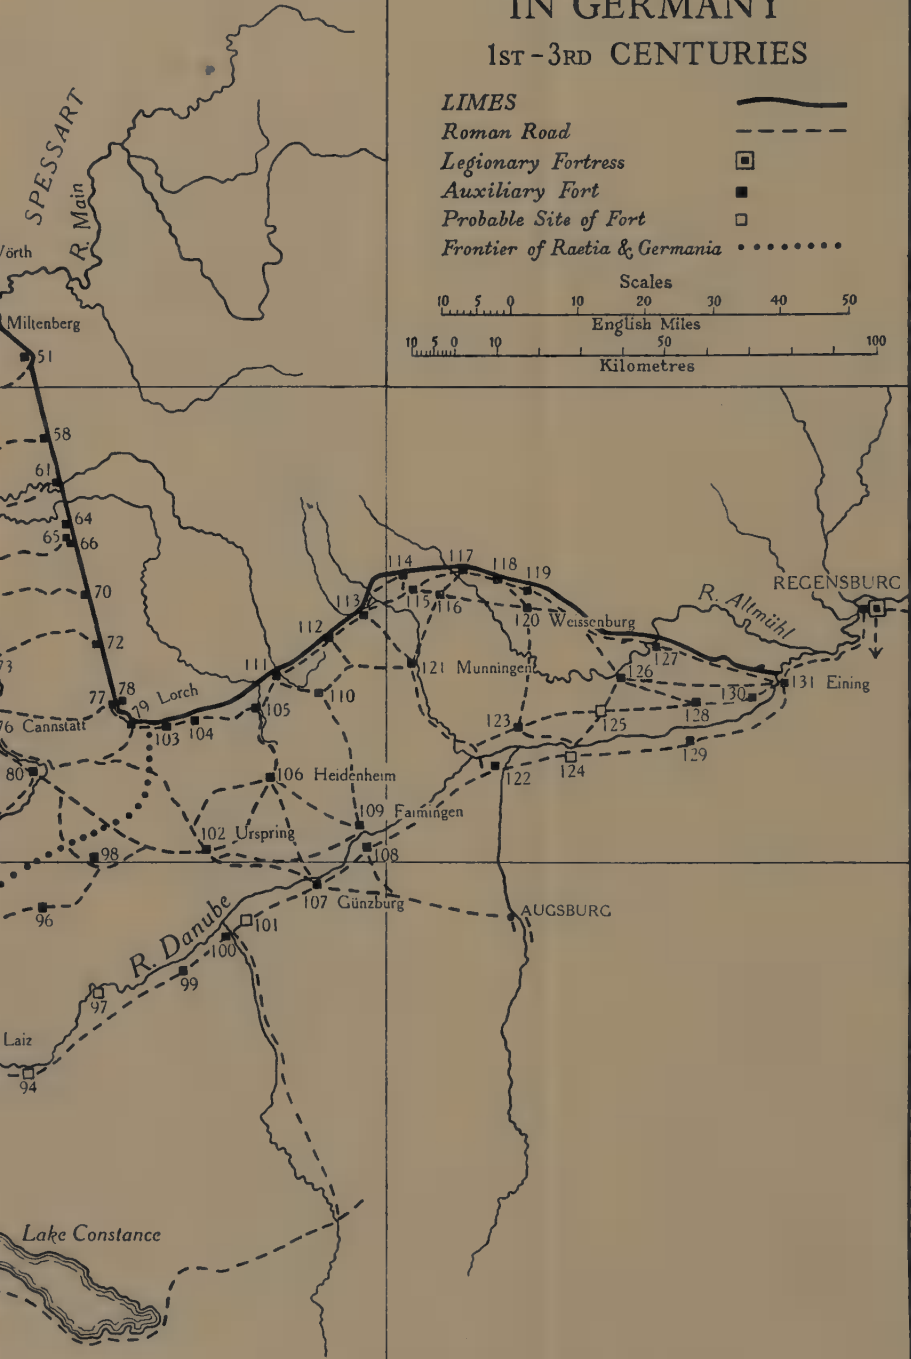 IN GERMANY
1ST-3RD CENTURIES
LIMES
Roman Road
Legionary Fortress
Auxiliary Fort
Probable Site of Fort
Frontier of Raetia & Germania
Scales
10 5 0 10 20 30 40 50
English Miles
10 5 0 10 50 100
Kilometres
SPESSART
R. Main
Miltenberg
51
58
61
64
65
66
70
72
73
77
78
79 Lorch
76 Cannstatt
80
103
104
105
111
112
113
114
115
116
117
118
119
120 Weissenburg
R. Altmühl
REGENSBURG
121 Munningen
110
126
127
130
131 Eining
123
125
128
129
124
122
106 Heidenheim
109 Faimingen
102 Urspring
108
98
96
107 Günzburg
AUGSBURG
101
100
R. Danube
99
97
Laiz
94
Lake Constance